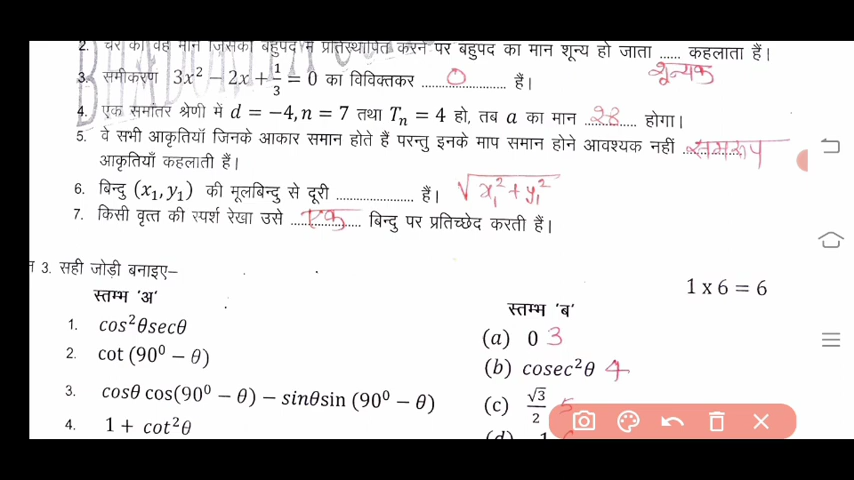 2. चर का वह मान जिसको बहुपद में प्रतिस्थापित करने पर बहुपद का मान शून्य हो जाता ...... कहलाता हैं।
शून्यक
3. समीकरण 3x² − 2x + 1/3 = 0 का विविक्तकर ........0........ हैं।
4. एक समांतर श्रेणी में d = −4, n = 7 तथा Tₙ = 4 हो, तब a का मान ..28.. होगा।
5. वे सभी आकृतियाँ जिनके आकार समान होते हैं परन्तु इनके माप समान होने आवश्यक नहीं ..समरूप..
आकृतियाँ कहलाती हैं।
6. बिन्दु (x₁, y₁) की मूलबिन्दु से दूरी .................. हैं। √x₁² + y₁²
7. किसी वृत्त की स्पर्श रेखा उसे ...एक... बिन्दु पर प्रतिच्छेद करती हैं।
न 3. सही जोड़ी बनाइए–
1 x 6 = 6
स्तम्भ 'अ'
स्तम्भ 'ब'
1. cos²θsecθ
(a) 0 3
2. cot (90⁰ − θ)
(b) cosec²θ 4
3. cosθ cos(90⁰ − θ) − sinθsin (90⁰ − θ)
(c) √3/2 5
4. 1 + cot²θ